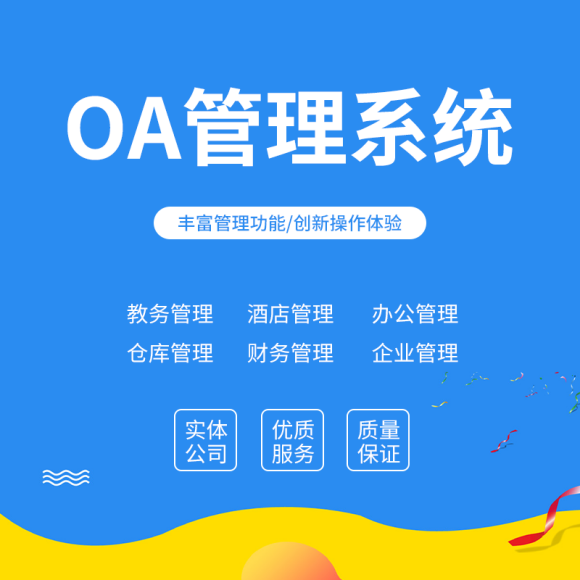 OA管理系统
丰富管理功能/创新操作体验
教务管理 酒店管理 办公管理
仓库管理 财务管理 企业管理
实体 优质 质量
公司 服务 保证